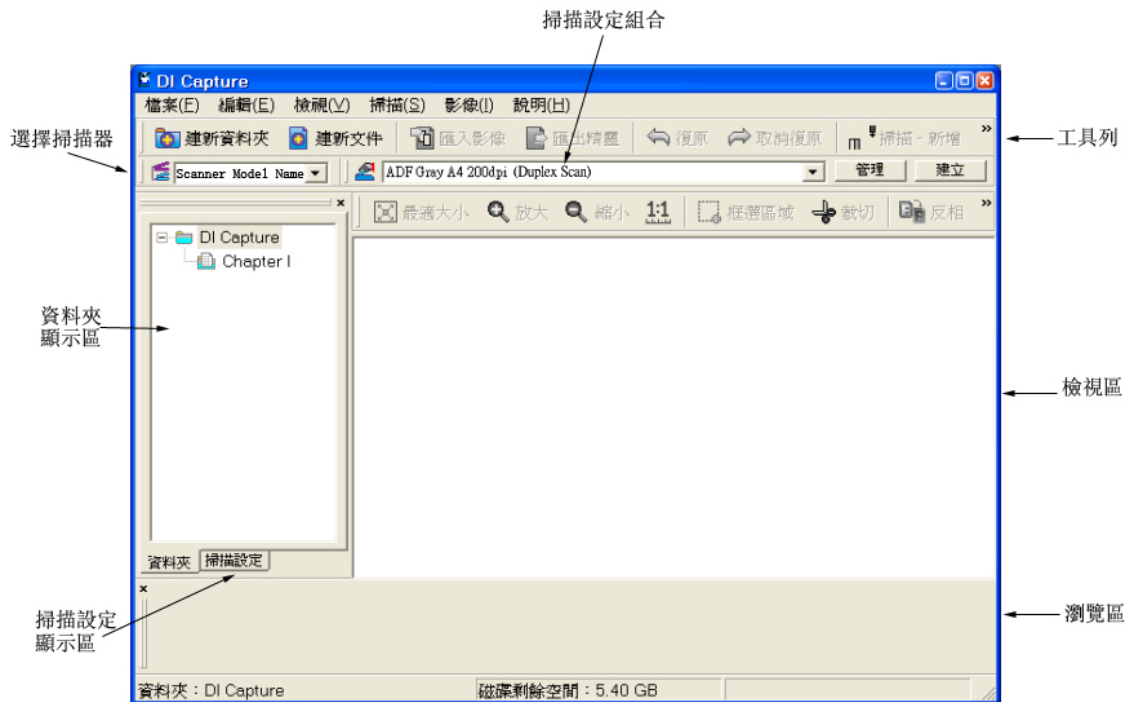 掃描設定組合
DI Capture
檔案(F) 編輯(E) 檢視(V) 掃描(S) 影像(I) 說明(H)
選擇掃描器
建新資料夾 建新文件 匯入影像 匯出精靈 復原 取消復原 掃描 - 新增 »
工具列
Scanner Model Name ADF Gray A4 200dpi (Duplex Scan) 管理 建立
最適大小 放大 縮小 1:1 框選區域 裁切 反相 »
DI Capture
Chapter I
資料夾
顯示區
檢視區
資料夾 掃描設定
掃描設定
顯示區
瀏覽區
資料夾：DI Capture 磁碟剩餘空間：5.40 GB